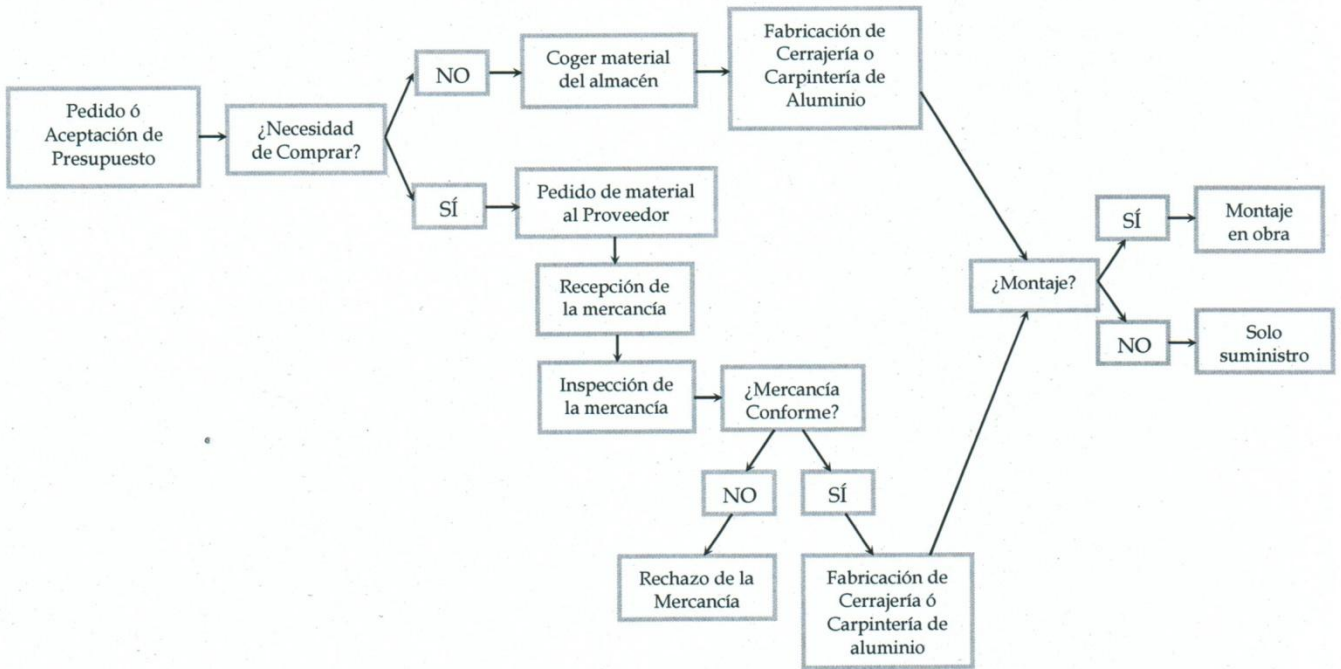 Pedido ó
Aceptación de
Presupuesto
¿Necesidad
de Comprar?
NO
Coger material
del almacén
Fabricación de
Cerrajería o
Carpintería de
Aluminio
SÍ
Pedido de material
al Proveedor
Recepción de
la mercancía
Inspección de
la mercancía
¿Mercancía
Conforme?
NO
Rechazo de la
Mercancía
SÍ
Fabricación de
Cerrajería ó
Carpintería de
aluminio
¿Montaje?
SÍ
Montaje
en obra
NO
Solo
suministro